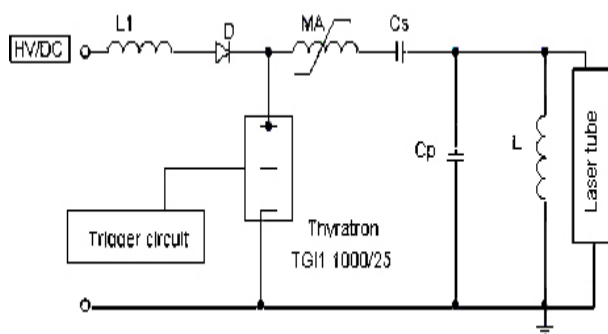 HV/DC
L1
D
MA
Cs
Cp
L
Laser tube
Trigger circuit
Thyratron
TGI1 1000/25